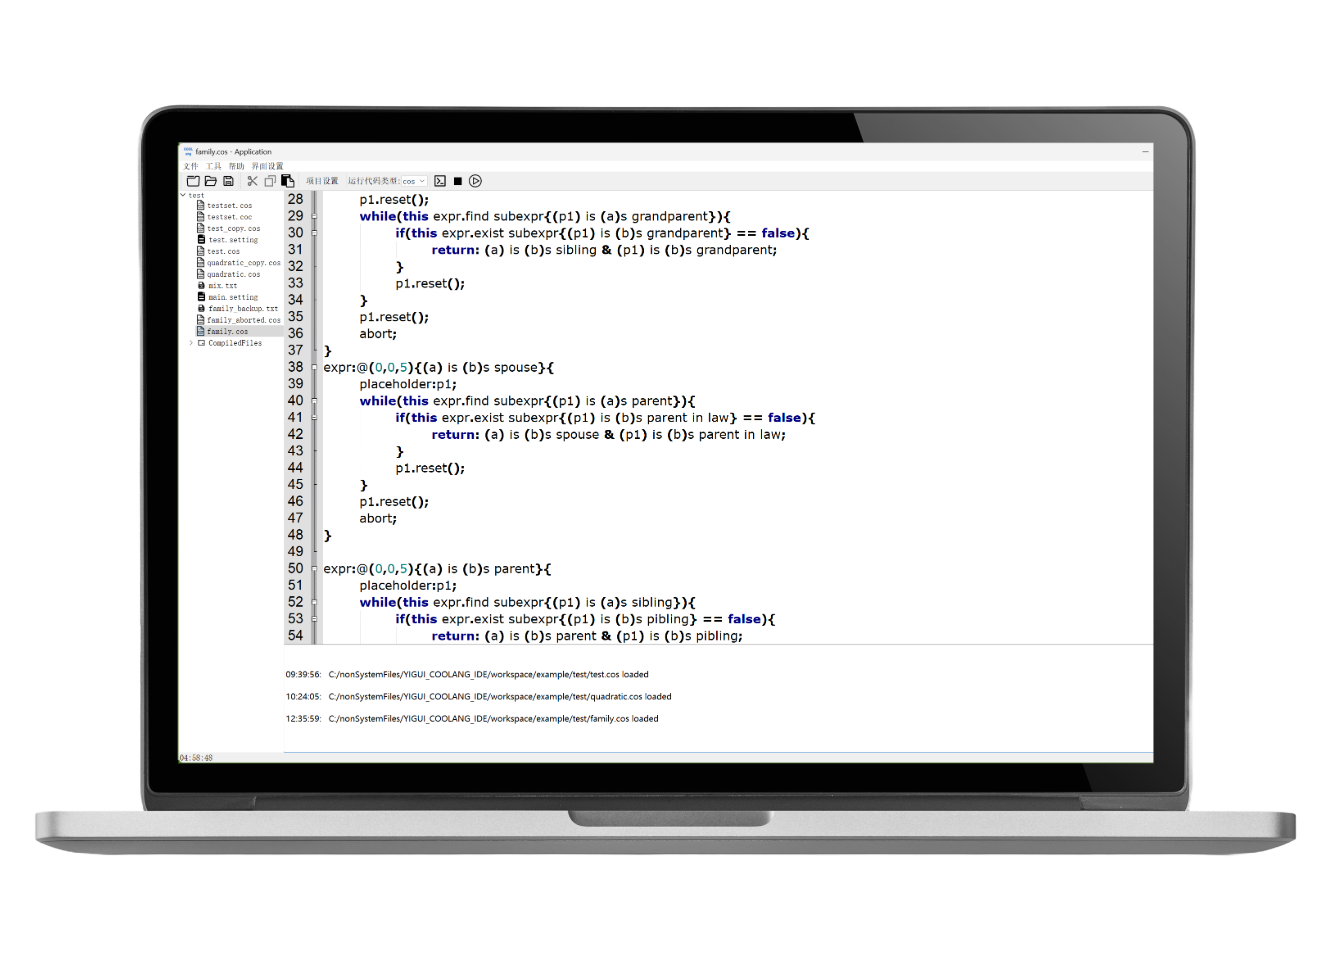 family.cos - Application
文件 工具 帮助 界面设置
项目设置 运行代码类型: cos
test
testset.cos
testset.coc
test_copy.cos
test.setting
test.cos
quadratic_copy.cos
quadratic.cos
mix.txt
main.setting
family_backup.txt
family_aborted.cos
family.cos
CompiledFiles
28 p1.reset();
29 while(this expr.find subexpr{(p1) is (a)s grandparent}){
30 if(this expr.exist subexpr{(p1) is (b)s grandparent} == false){
31 return: (a) is (b)s sibling & (p1) is (b)s grandparent;
32 }
33 p1.reset();
34 }
35 p1.reset();
36 abort;
37 }
38 expr:@(0,0,5){(a) is (b)s spouse}{
39 placeholder:p1;
40 while(this expr.find subexpr{(p1) is (a)s parent}){
41 if(this expr.exist subexpr{(p1) is (b)s parent in law} == false){
42 return: (a) is (b)s spouse & (p1) is (b)s parent in law;
43 }
44 p1.reset();
45 }
46 p1.reset();
47 abort;
48 }
49
50 expr:@(0,0,5){(a) is (b)s parent}{
51 placeholder:p1;
52 while(this expr.find subexpr{(p1) is (a)s sibling}){
53 if(this expr.exist subexpr{(p1) is (b)s pibling} == false){
54 return: (a) is (b)s parent & (p1) is (b)s pibling;
09:39:56: C:/nonSystemFiles/YIGUI_COOLANG_IDE/workspace/example/test/test.cos loaded
10:24:05: C:/nonSystemFiles/YIGUI_COOLANG_IDE/workspace/example/test/quadratic.cos loaded
12:35:59: C:/nonSystemFiles/YIGUI_COOLANG_IDE/workspace/example/test/family.cos loaded
04:58:48